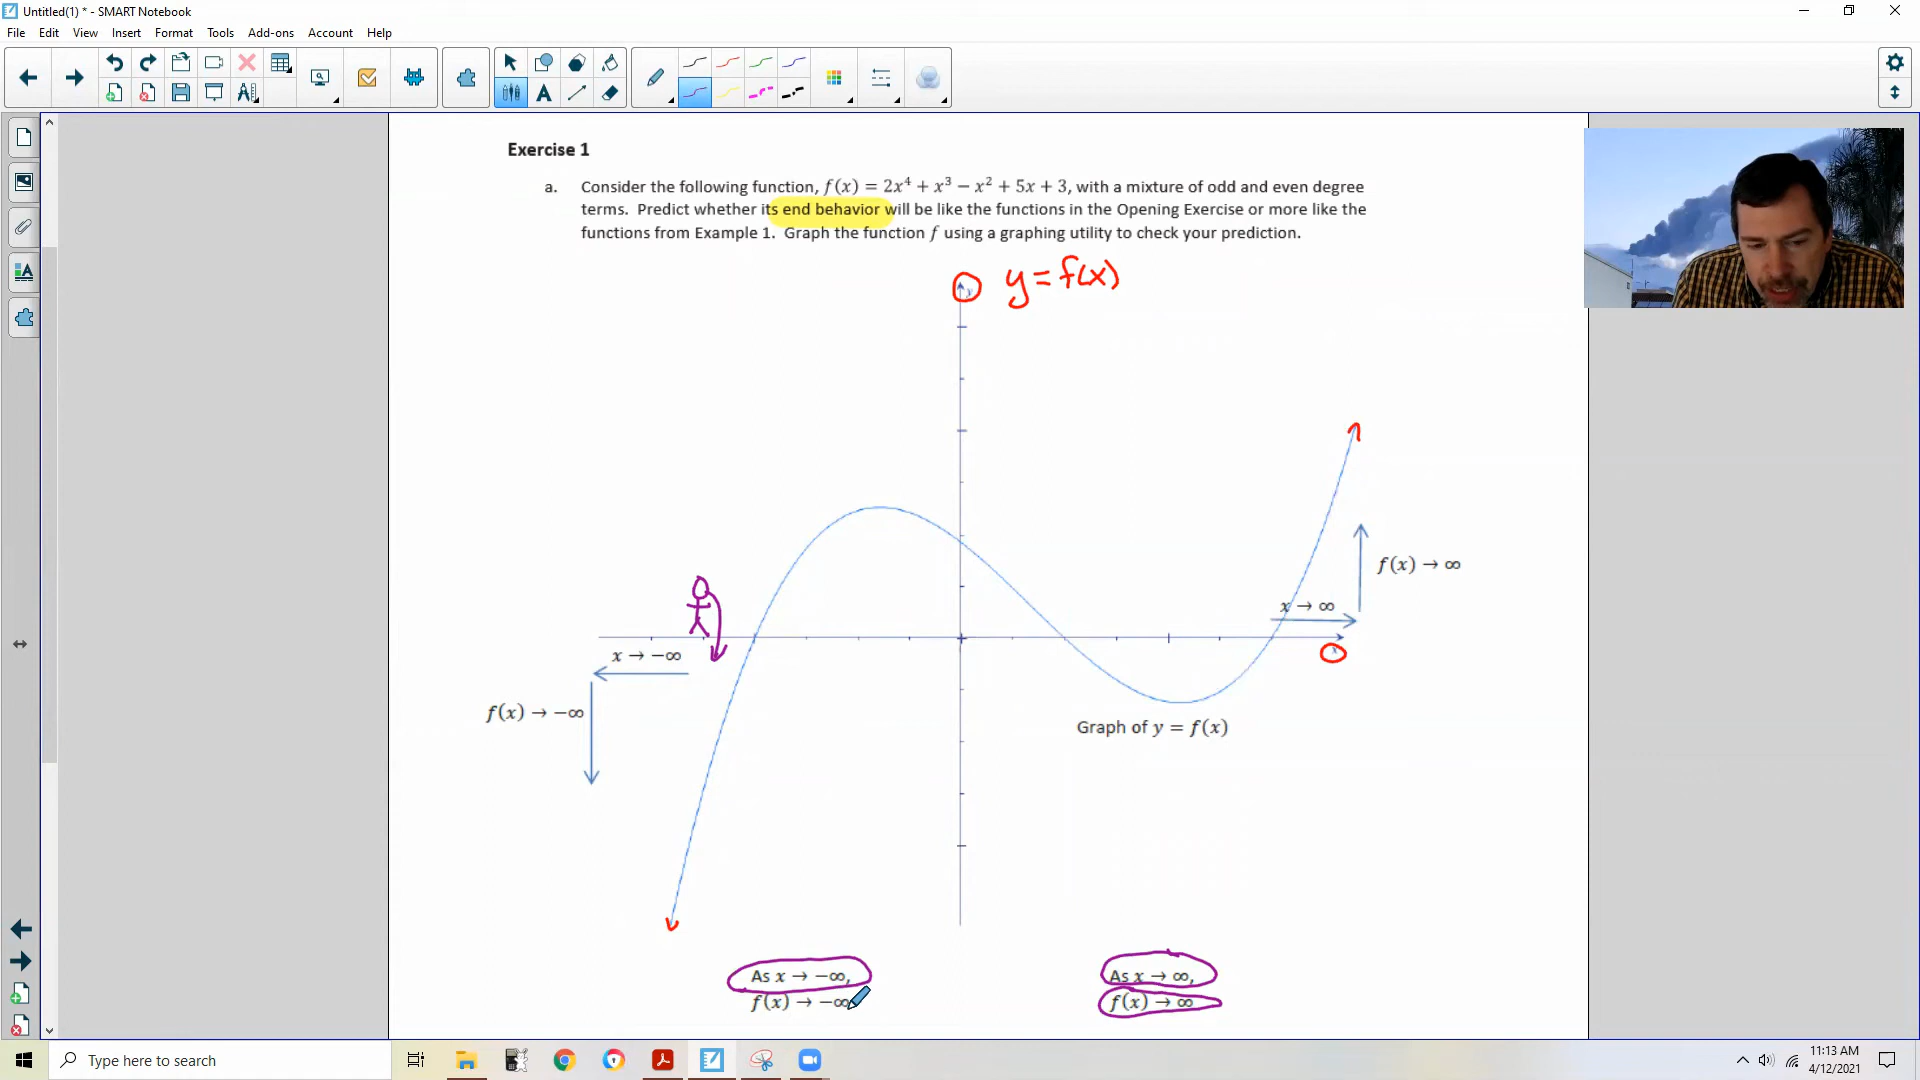 Untitled(1) * - SMART Notebook
File Edit View Insert Format Tools Add-ons Account Help
Exercise 1
a. Consider the following function, f(x) = 2x⁴ + x³ − x² + 5x + 3, with a mixture of odd and even degree
terms. Predict whether its end behavior will be like the functions in the Opening Exercise or more like the
functions from Example 1. Graph the function f using a graphing utility to check your prediction.
y = f(x)
y
f(x) → ∞
x → ∞
x
x → −∞
f(x) → −∞
Graph of y = f(x)
As x → −∞,
f(x) → −∞
As x → ∞,
f(x) → ∞
Type here to search
11:13 AM
4/12/2021